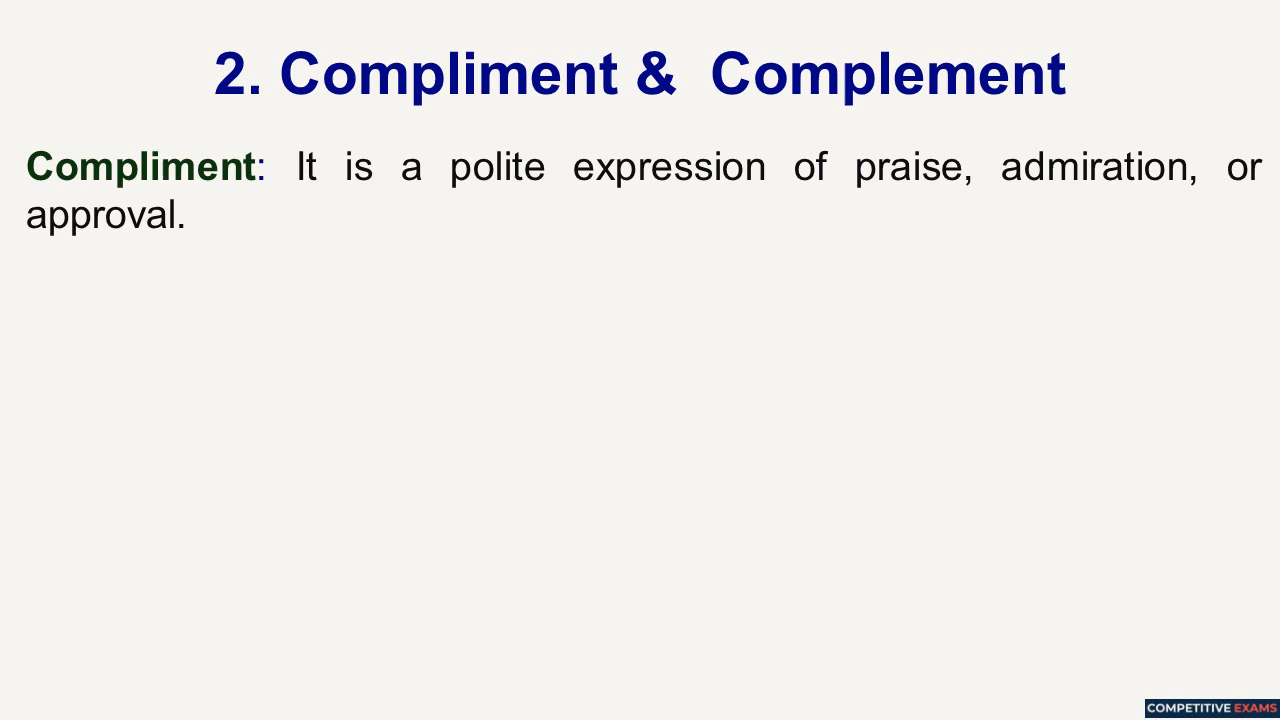 2. Compliment & Complement
Compliment: It is a polite expression of praise, admiration, or
approval.
COMPETITIVE EXAMS